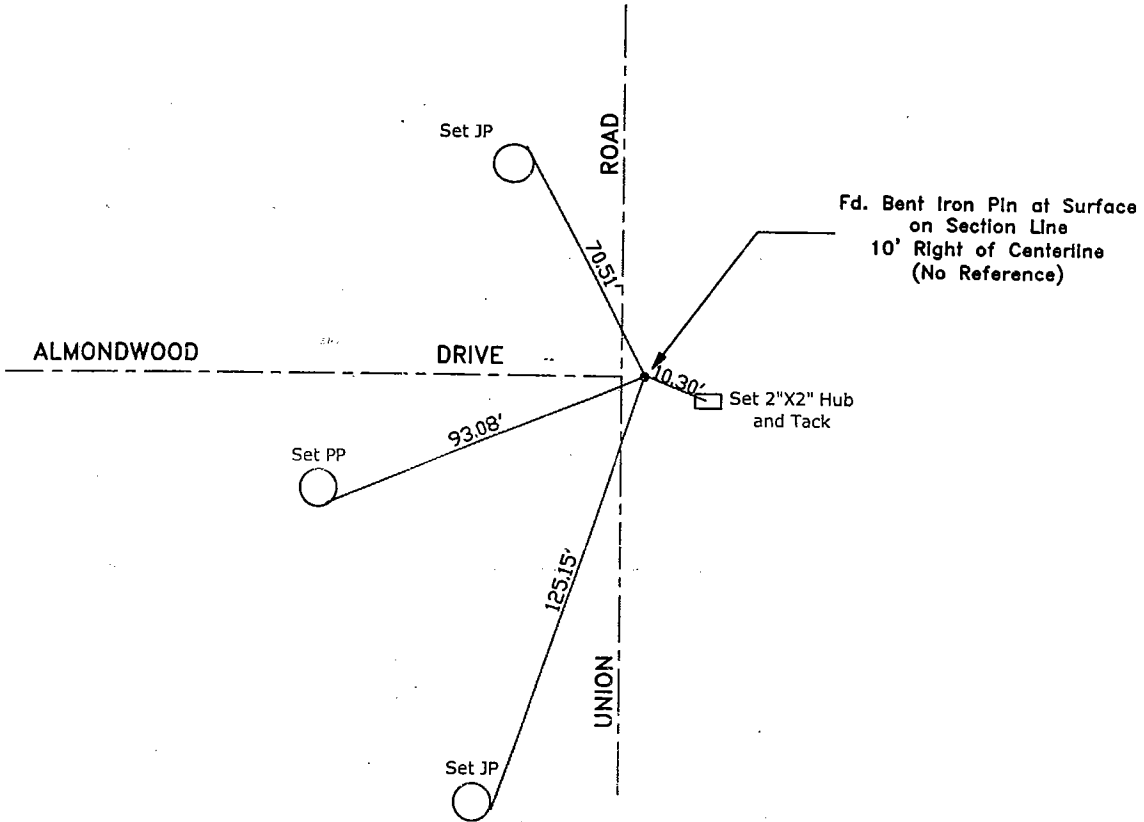 Set JP
ROAD
Fd. Bent Iron Pin at Surface
on Section Line
10' Right of Centerline
(No Reference)
70.51'
ALMONDWOOD DRIVE
10.30'
Set 2"X2" Hub
and Tack
93.08'
Set PP
125.15'
UNION
Set JP